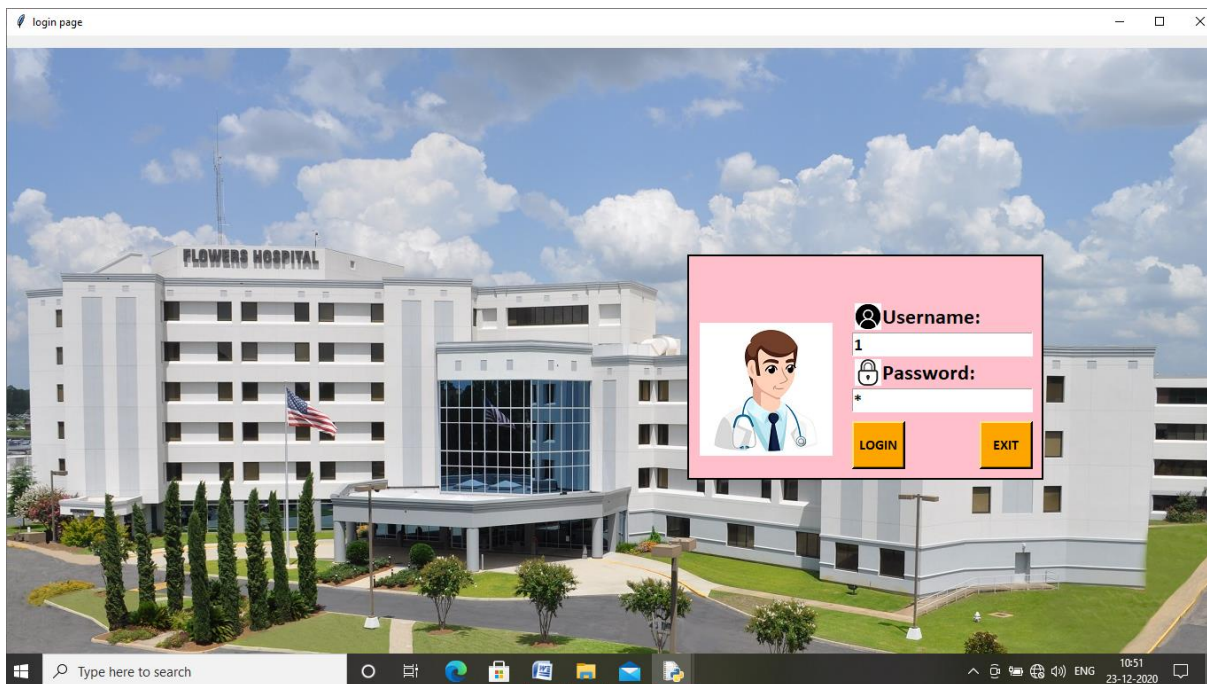 login page
FLOWERS HOSPITAL
Username:
1
Password:
*
LOGIN
EXIT
Type here to search
ENG
10:51
23-12-2020